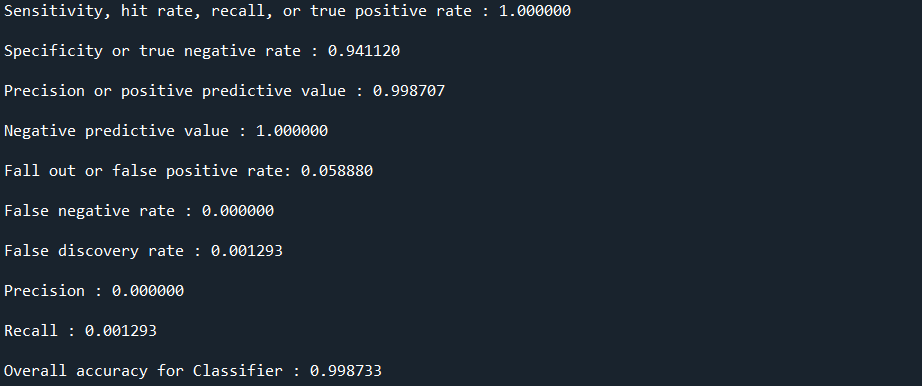 Sensitivity, hit rate, recall, or true positive rate : 1.000000
Specificity or true negative rate : 0.941120
Precision or positive predictive value : 0.998707
Negative predictive value : 1.000000
Fall out or false positive rate: 0.058880
False negative rate : 0.000000
False discovery rate : 0.001293
Precision : 0.000000
Recall : 0.001293
Overall accuracy for Classifier : 0.998733